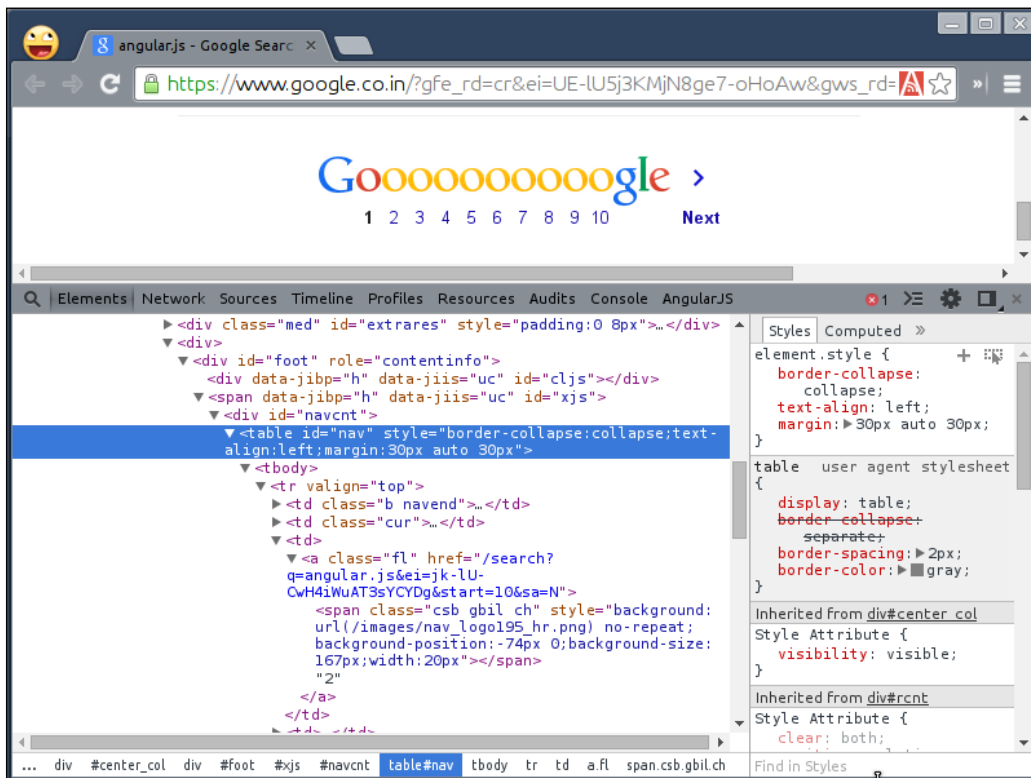 angular.js - Google Searc ×
https://www.google.co.in/?gfe_rd=cr&ei=UE-lU5j3KMjN8ge7-oHoAw&gws_rd=
»
Goooooooooogle >
1 2 3 4 5 6 7 8 9 10 Next
Elements Network Sources Timeline Profiles Resources Audits Console AngularJS 1 ×
▶<div class="med" id="extrares" style="padding:0 8px">…</div>
▼<div>
▼<div id="foot" role="contentinfo">
<div data-jibp="h" data-jiis="uc" id="cljs"></div>
▼<span data-jibp="h" data-jiis="uc" id="xjs">
▼<div id="navcnt">
▼<table id="nav" style="border-collapse:collapse;text-
align:left;margin:30px auto 30px">
▼<tbody>
▼<tr valign="top">
▶<td class="b navend">…</td>
▶<td class="cur">…</td>
▼<td>
▼<a class="fl" href="/search?
q=angular.js&ei=jk-lU-
CwH4iWuAT3sYCYDg&start=10&sa=N">
<span class="csb gbil ch" style="background:
url(/images/nav_logo195_hr.png) no-repeat;
background-position:-74px 0;background-size:
167px;width:20px"></span>
"2"
</a>
</td>
▶<td>…</td>
... div #center_col div #foot #xjs #navcnt table#nav tbody tr td a.fl span.csb.gbil.ch
Styles Computed »
element.style { +
border-collapse:
collapse;
text-align: left;
margin:▶30px auto 30px;
}
table user agent stylesheet
{
display: table;
border-collapse:
separate;
border-spacing:▶2px;
border-color:▶gray;
}
Inherited from div#center_col
Style Attribute {
visibility: visible;
}
Inherited from div#rcnt
Style Attribute {
clear: both;
Find in Styles